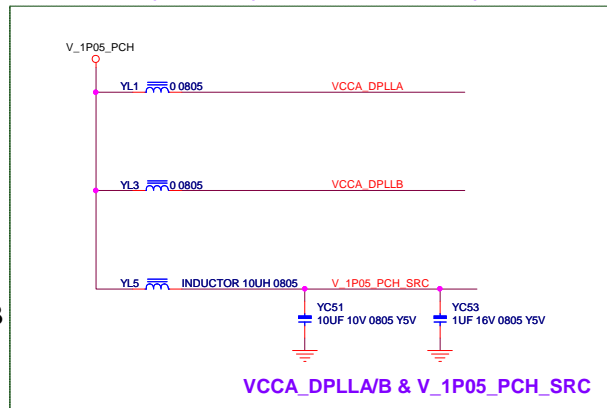 V_1P05_PCH
YL1 0 0805 VCCA_DPLLA
YL3 0 0805 VCCA_DPLLB
YL5 INDUCTOR 10UH 0805 V_1P05_PCH_SRC
YC51 YC53
10UF 10V 0805 Y5V 1UF 16V 0805 Y5V
VCCA_DPLLA/B & V_1P05_PCH_SRC